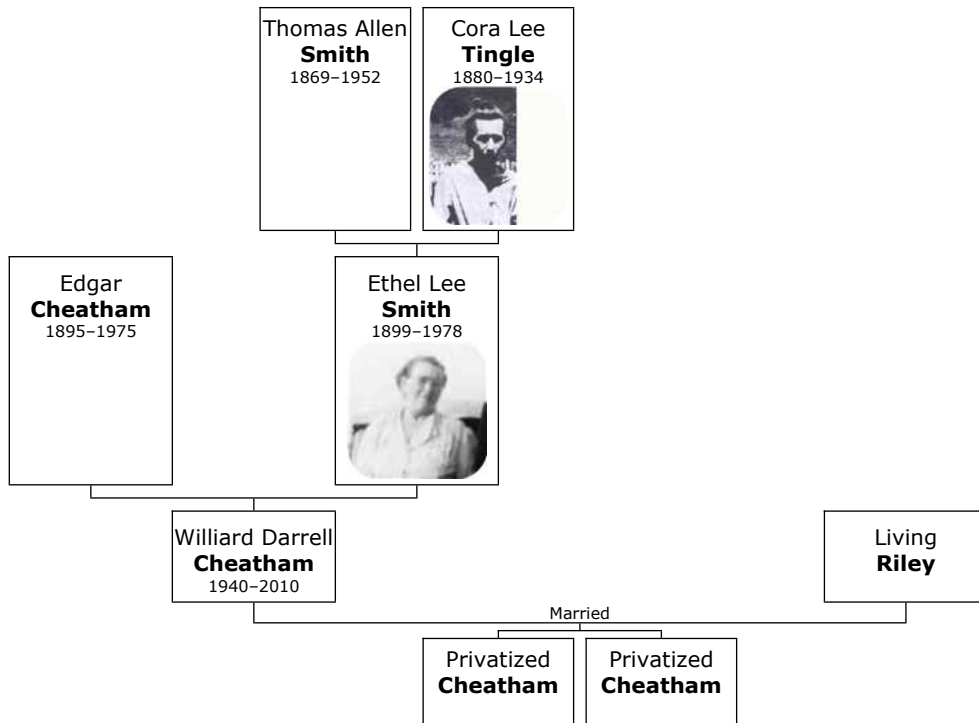 Thomas Allen
Smith
1869–1952
Cora Lee
Tingle
1880–1934
Edgar
Cheatham
1895–1975
Ethel Lee
Smith
1899–1978
Williard Darrell
Cheatham
1940–2010
Living
Riley
Married
Privatized
Cheatham
Privatized
Cheatham